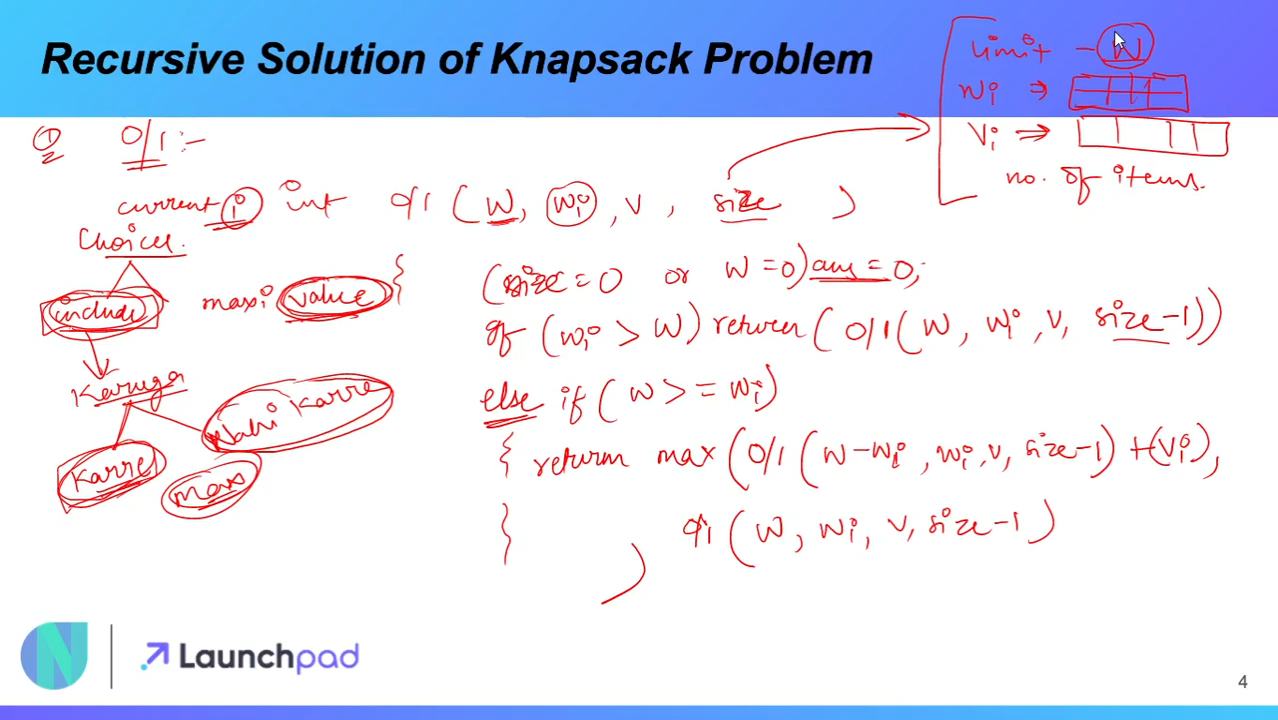 Recursive Solution of Knapsack Problem
limit - W
wi ⇒
Vi ⇒
no. of items.
① 0/1 :-
current i int 0/1 (W, wi, V, size)
Choices.
include
maxi value {
(size = 0 or W = 0) ans = 0;
if (wi > W) return (0/1 (W, wi, V, size-1))
Karuga
Karre
Nahi Karre
max
else if (W >= wi)
{ return max (0/1 (W-wi, wi, V, size-1) + (Vi),
0/1 (W, wi, V, size-1)
}
)
N | Launchpad
4